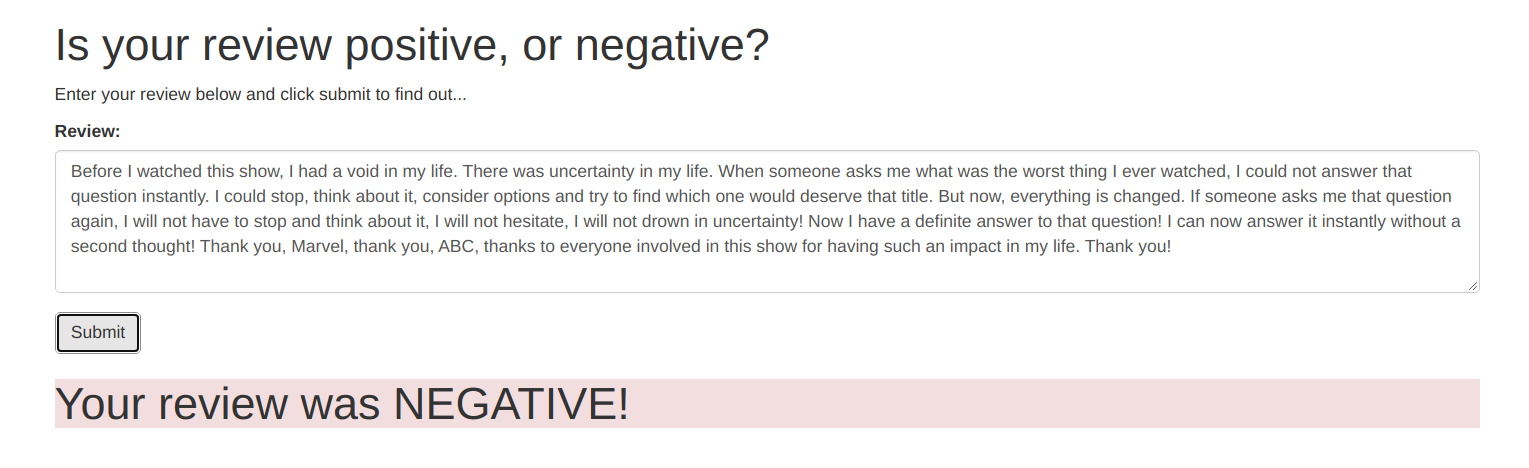 Is your review positive, or negative?
Enter your review below and click submit to find out...
Review:
Before I watched this show, I had a void in my life. There was uncertainty in my life. When someone asks me what was the worst thing I ever watched, I could not answer that
question instantly. I could stop, think about it, consider options and try to find which one would deserve that title. But now, everything is changed. If someone asks me that question
again, I will not have to stop and think about it, I will not hesitate, I will not drown in uncertainty! Now I have a definite answer to that question! I can now answer it instantly without a
second thought! Thank you, Marvel, thank you, ABC, thanks to everyone involved in this show for having such an impact in my life. Thank you!
Submit
Your review was NEGATIVE!